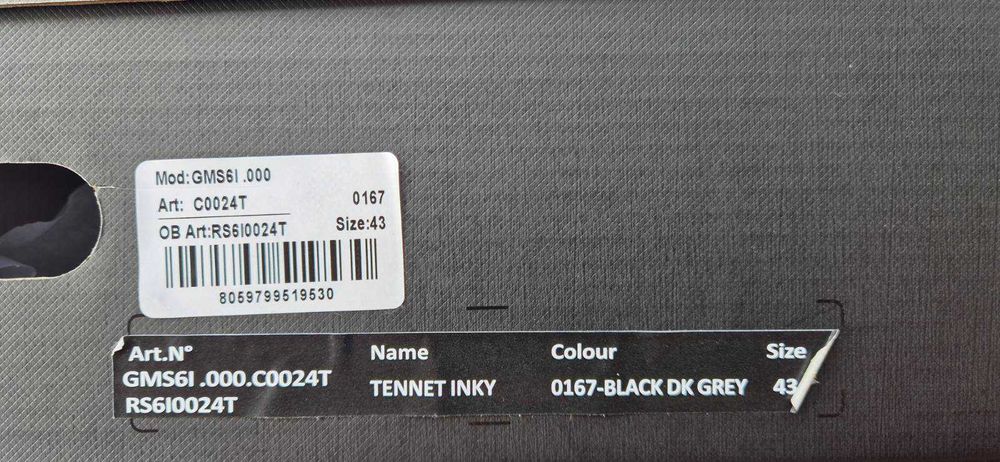 Mod:GMS6I .000
Art: C0024T 0167
OB Art:RS6I0024T Size:43
8059799519530
Art.N° Name Colour Size
GMS6I .000.C0024T TENNET INKY 0167-BLACK DK GREY 43
RS6I0024T